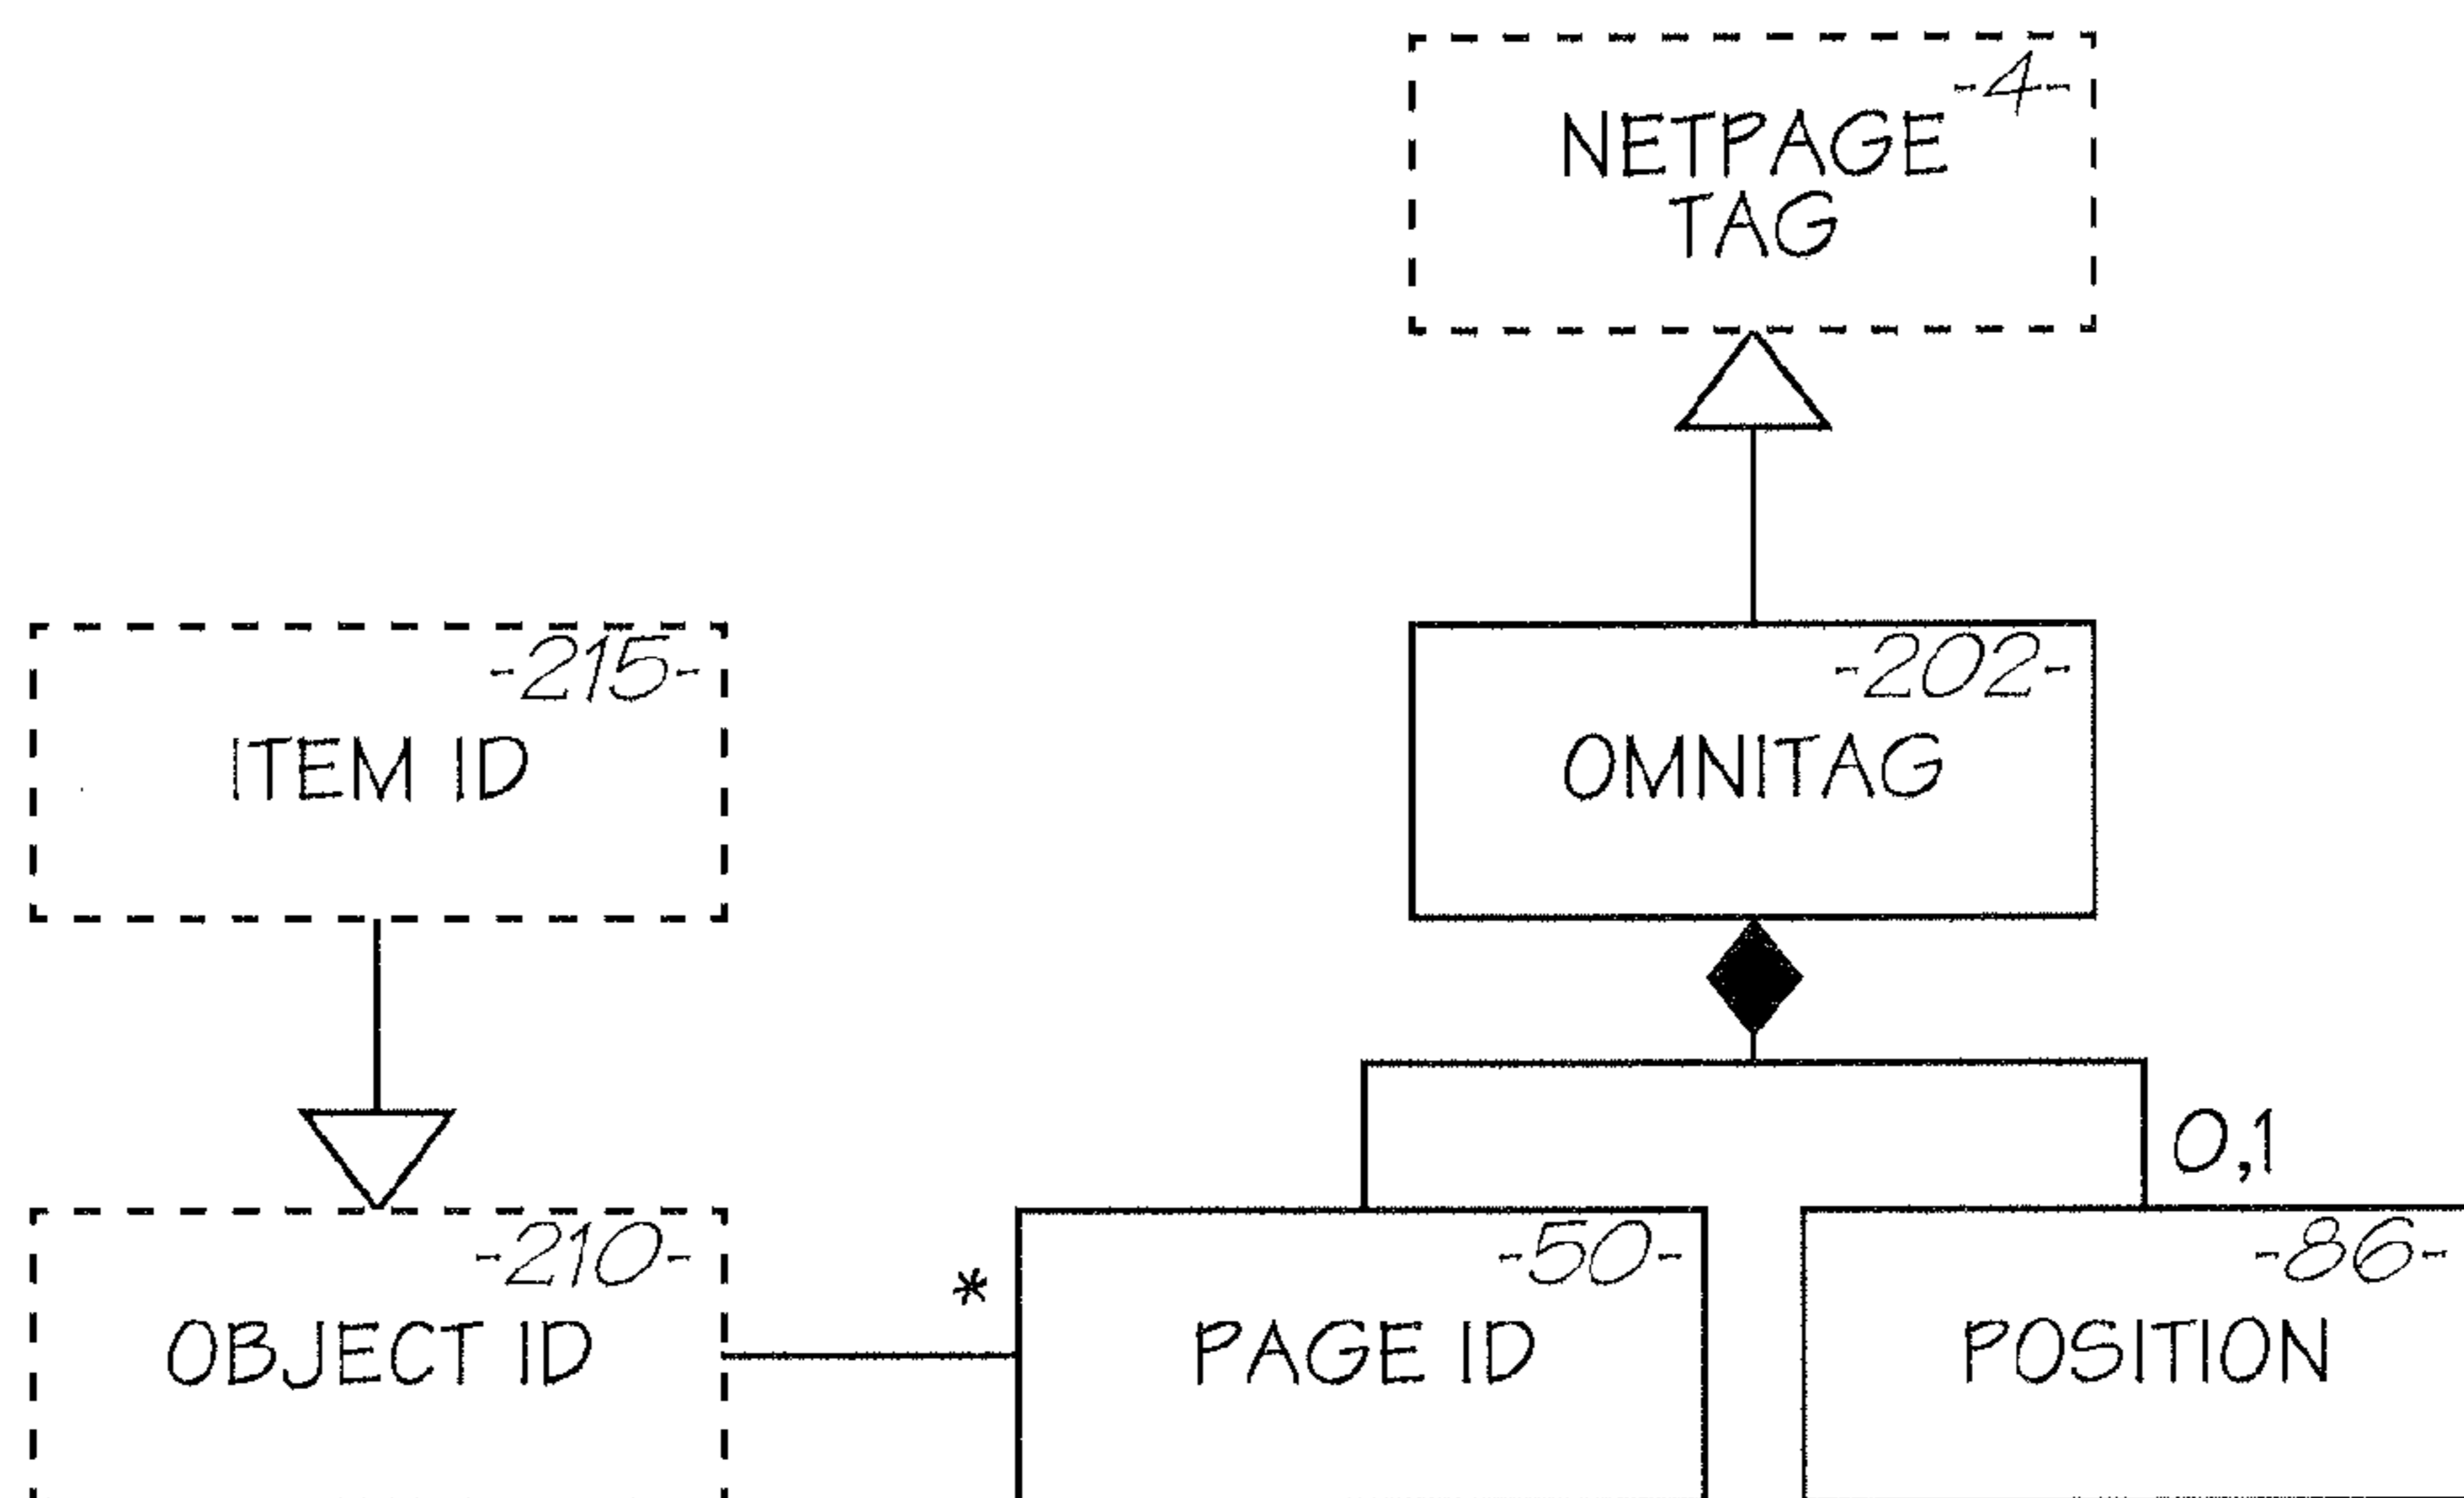 -4-
NETPAGE
TAG
-215-
ITEM ID
-202-
OMNITAG
0,1
-210-
OBJECT ID
*
-50-
PAGE ID
-86-
POSITION